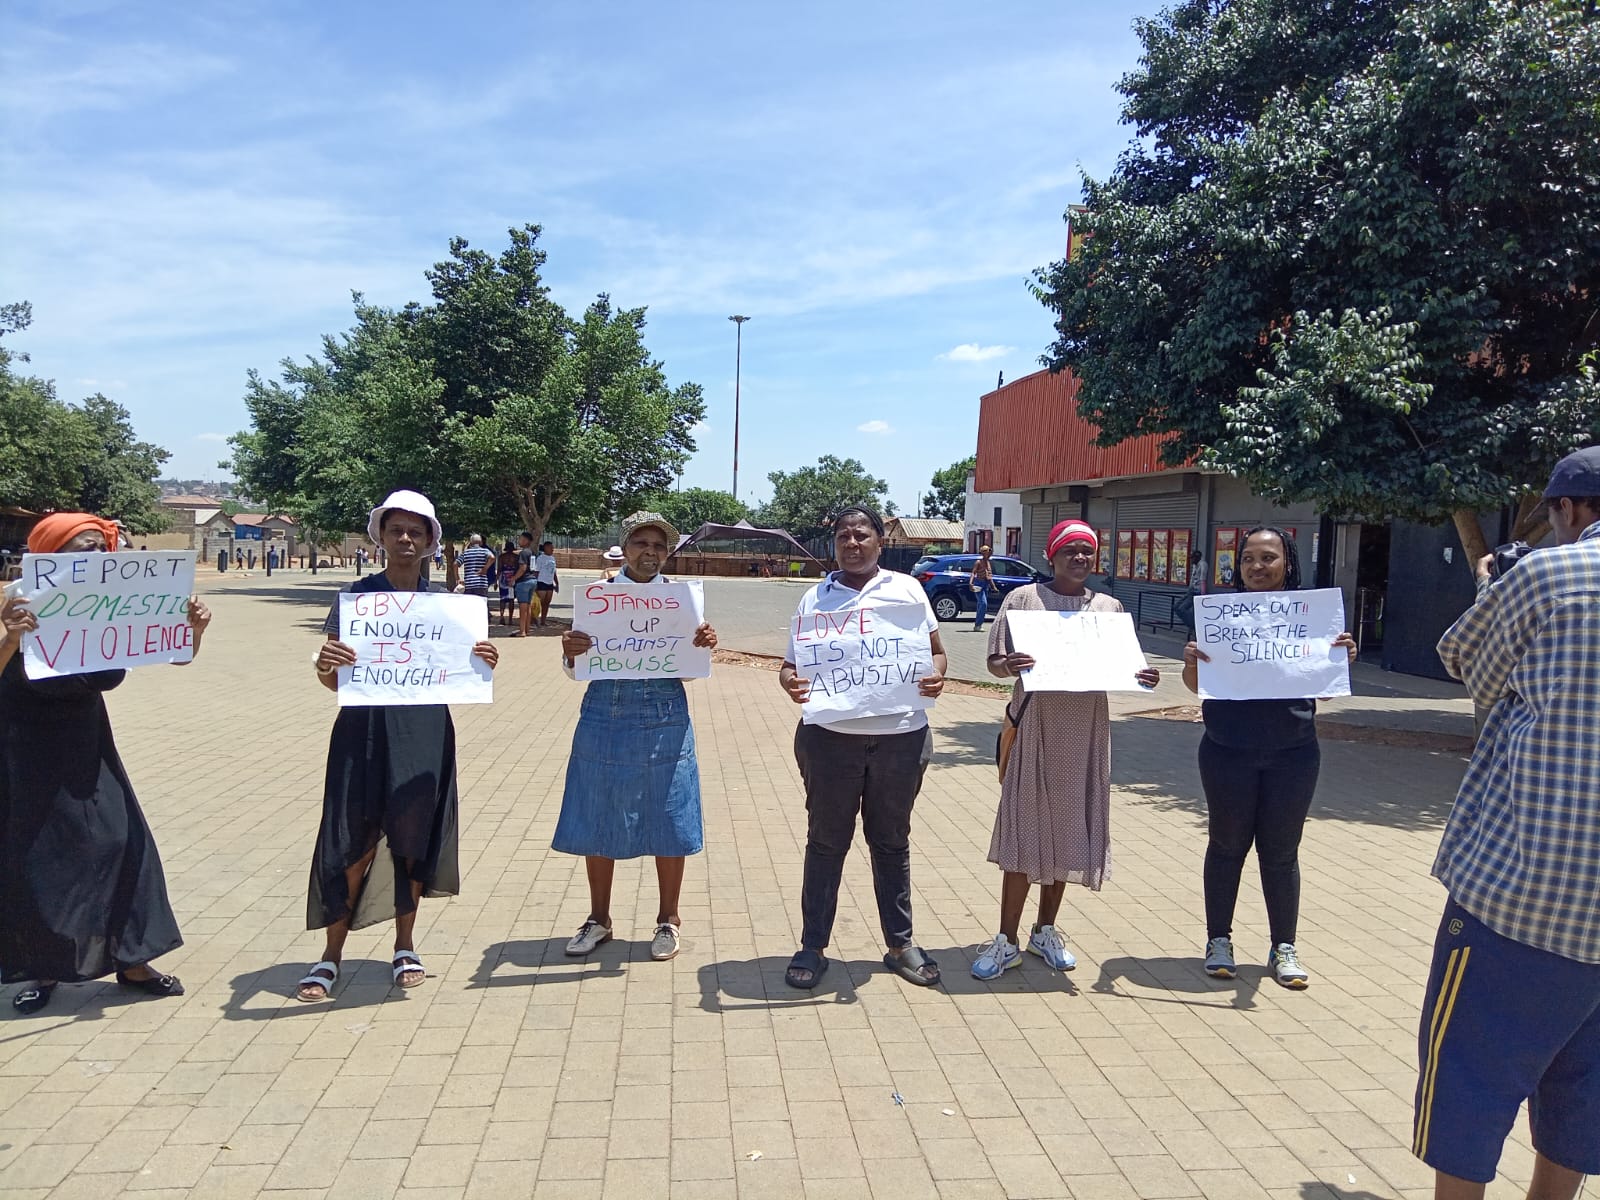 REPORT
DOMESTIC
VIOLENCE
GBV
ENOUGH
IS
ENOUGH!!
STANDS
UP
AGAINST
ABUSE
LOVE
IS NOT
ABUSIVE
SPEAK OUT!!
BREAK THE
SILENCE!!